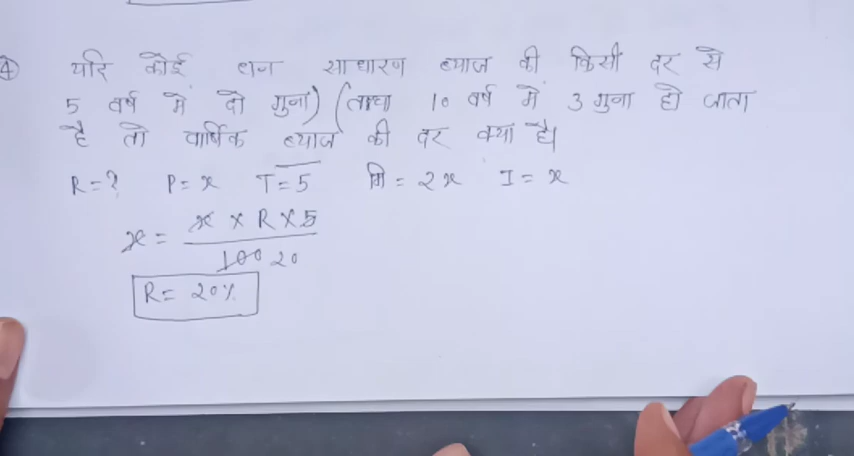 ④ यदि कोई धन साधारण ब्याज की किसी दर से
5 वर्ष में दो गुना) (तथा 10 वर्ष में 3 गुना हो जाता
है तो वार्षिक ब्याज की दर क्या है।
R = ? P = x T = 5 मि = 2x I = x
x = x × R × 5
100 20
R = 20%